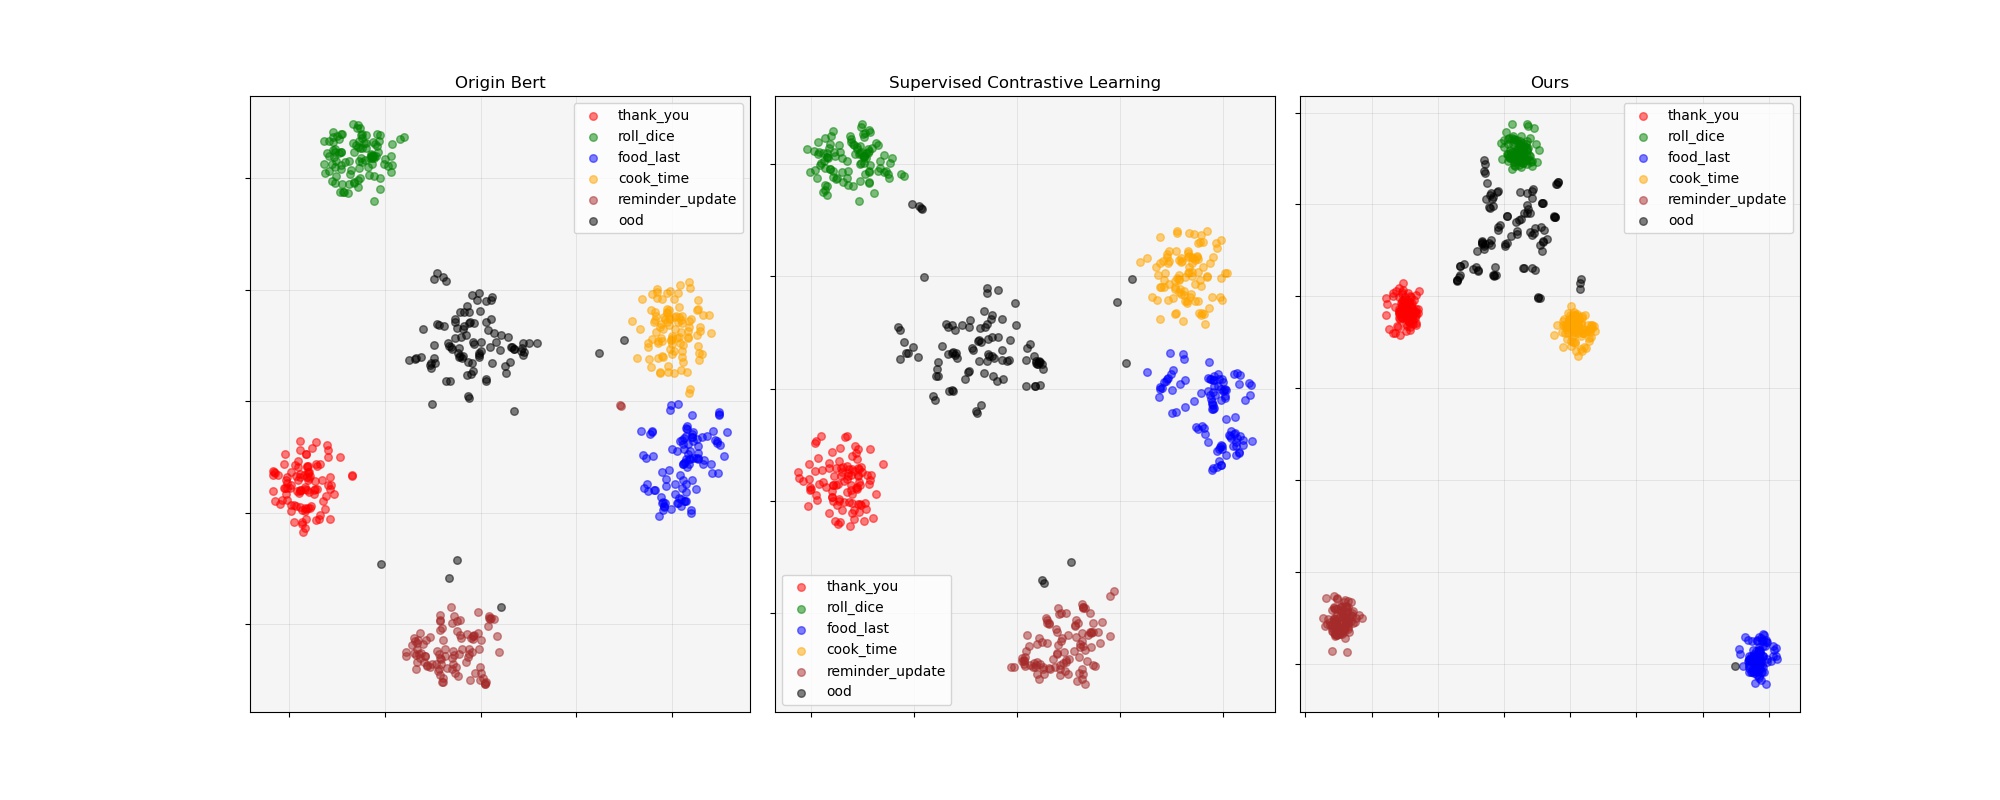 Origin Bert
thank_you
roll_dice
food_last
cook_time
reminder_update
ood
Supervised Contrastive Learning
thank_you
roll_dice
food_last
cook_time
reminder_update
ood
Ours
thank_you
roll_dice
food_last
cook_time
reminder_update
ood